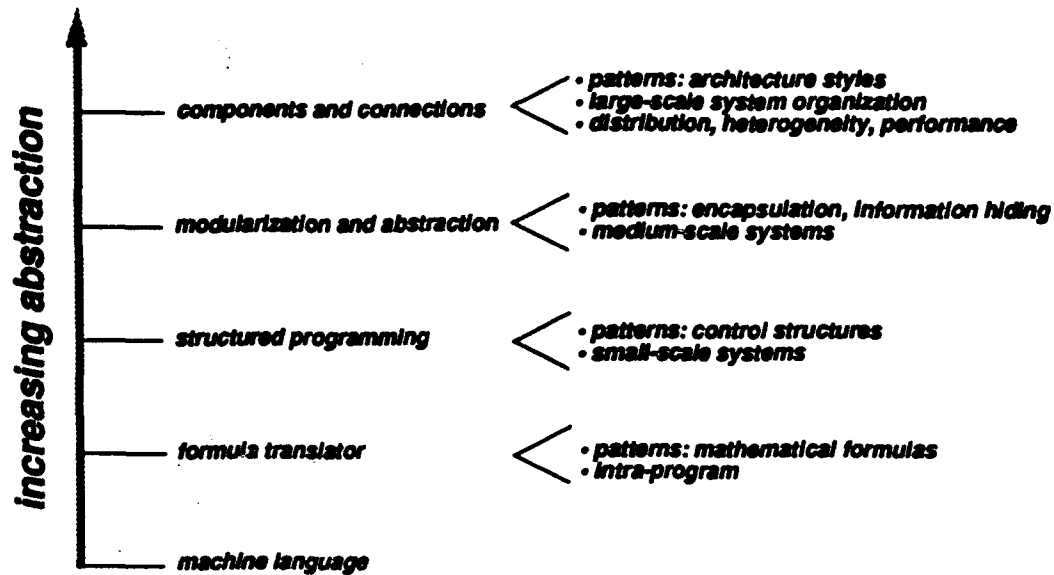 increasing abstraction
components and connections
• patterns: architecture styles
• large-scale system organization
• distribution, heterogeneity, performance
modularization and abstraction
• patterns: encapsulation, information hiding
• medium-scale systems
structured programming
• patterns: control structures
• small-scale systems
formula translator
• patterns: mathematical formulas
• intra-program
machine language